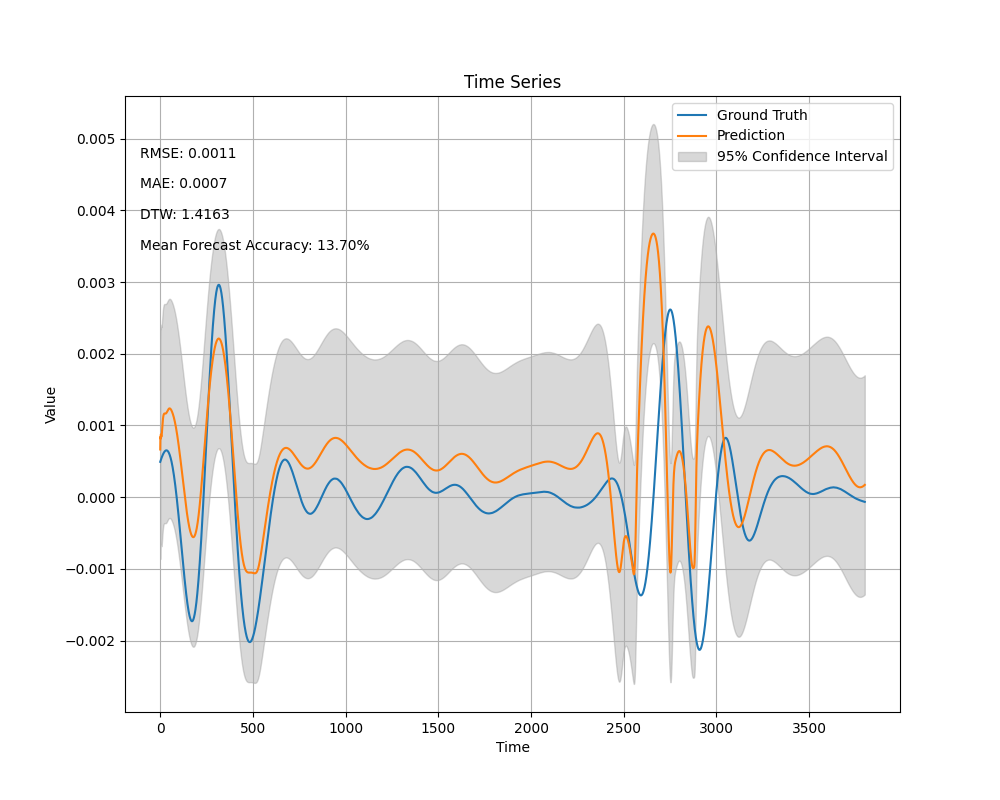 Time Series
Ground Truth
Prediction
95% Confidence Interval
RMSE: 0.0011
MAE: 0.0007
DTW: 1.4163
Mean Forecast Accuracy: 13.70%
0.005
0.004
0.003
0.002
0.001
0.000
−0.001
−0.002
Value
0 500 1000 1500 2000 2500 3000 3500
Time